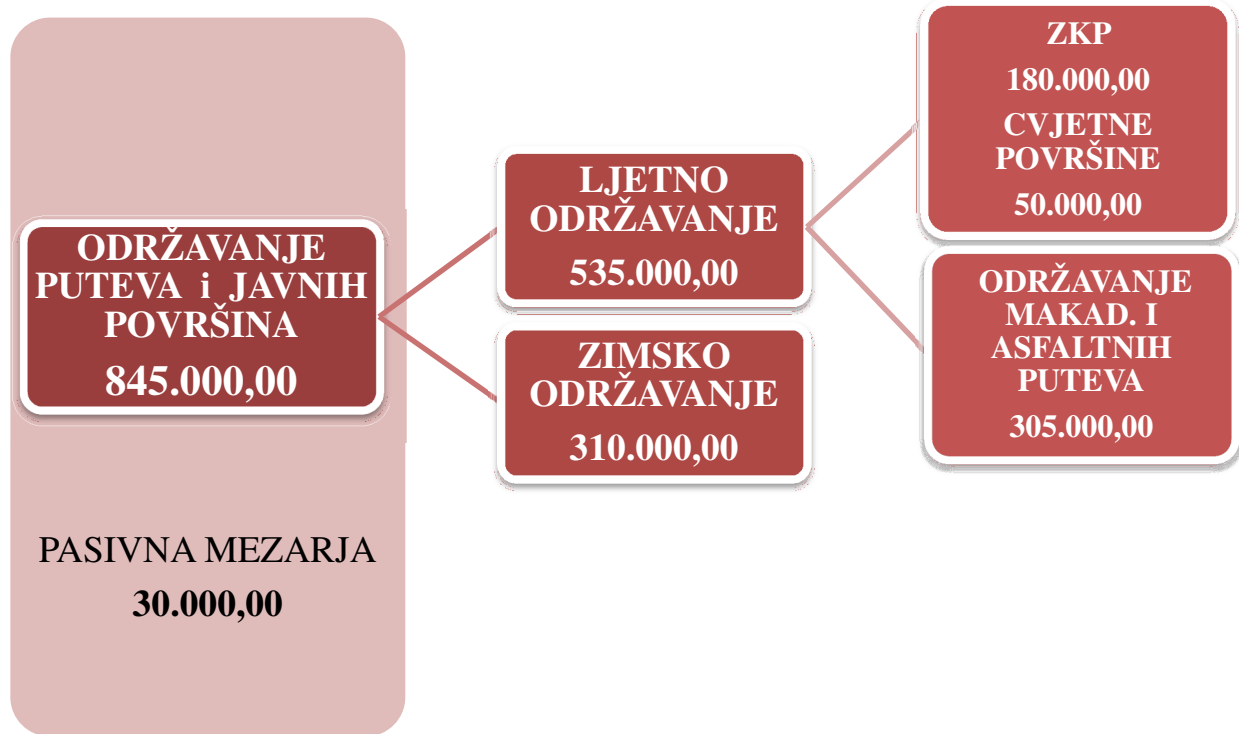 ODRŽAVANJE
PUTEVA i JAVNIH
POVRŠINA
845.000,00
PASIVNA MEZARJA
30.000,00
LJETNO
ODRŽAVANJE
535.000,00
ZIMSKO
ODRŽAVANJE
310.000,00
ZKP
180.000,00
CVJETNE
POVRŠINE
50.000,00
ODRŽAVANJE
MAKAD. I
ASFALTNIH
PUTEVA
305.000,00